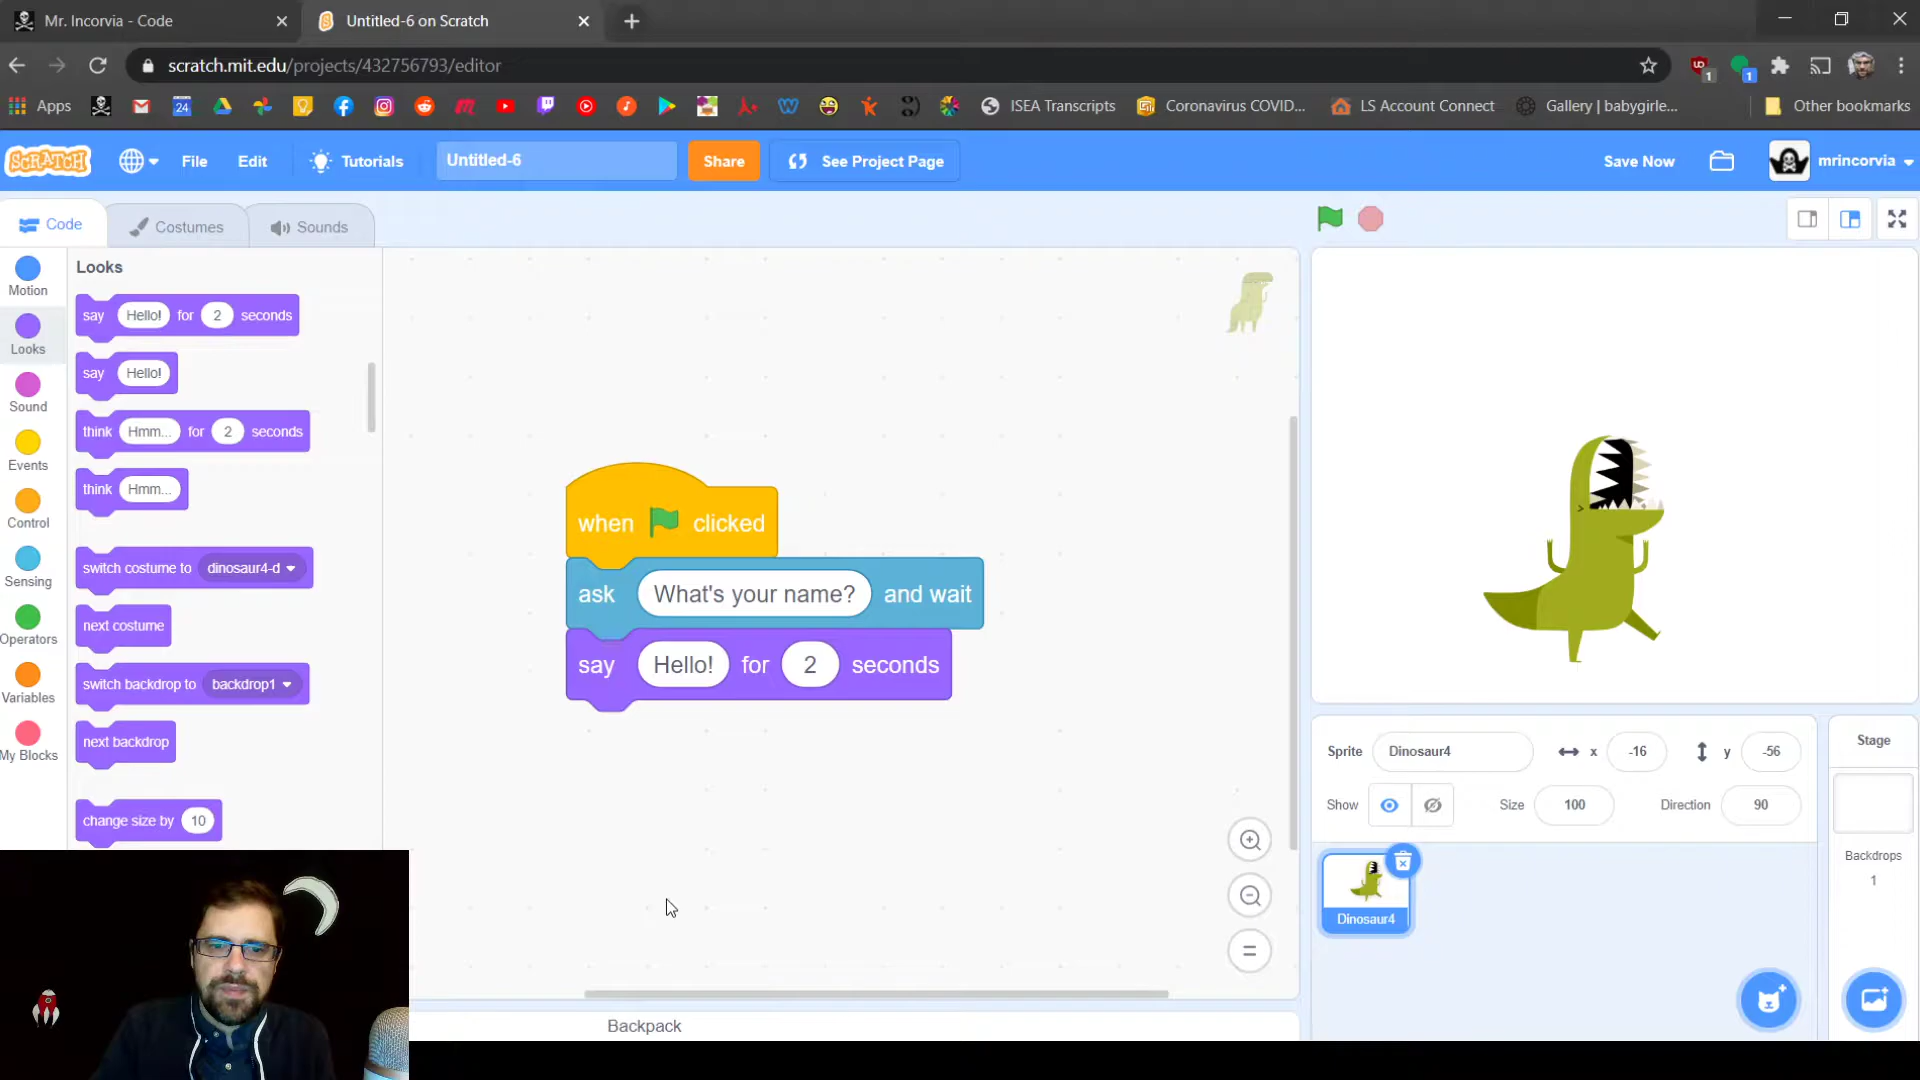 Mr. Incorvia - Code
Untitled-6 on Scratch
scratch.mit.edu/projects/432756793/editor
1
1
Apps
24
ISEA Transcripts
Coronavirus COVID...
LS Account Connect
Gallery | babygirle...
Other bookmarks
SCRATCH
File
Edit
Tutorials
Untitled-6
Share
See Project Page
Save Now
mrincorvia
Code
Costumes
Sounds
Motion
Looks
Sound
Events
Control
Sensing
Operators
Variables
My Blocks
Looks
say Hello! for 2 seconds
say Hello!
think Hmm... for 2 seconds
think Hmm...
switch costume to dinosaur4-d
next costume
switch backdrop to backdrop1
next backdrop
change size by 10
when clicked
ask What's your name? and wait
say Hello! for 2 seconds
Backpack
Sprite Dinosaur4 x -16 y -56
Show Size 100 Direction 90
Dinosaur4
Stage
Backdrops
1